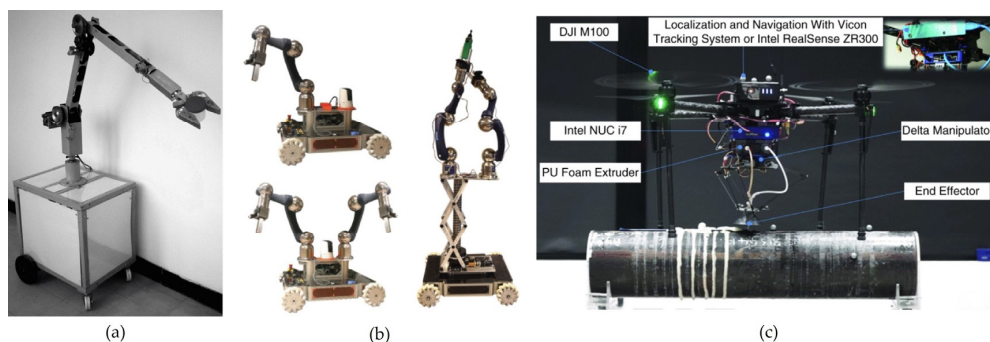 DJI M100
Localization and Navigation With Vicon
Tracking System or Intel RealSense ZR300
Intel NUC i7
Delta Manipulato
PU Foam Extruder
End Effector
(a)
(b)
(c)